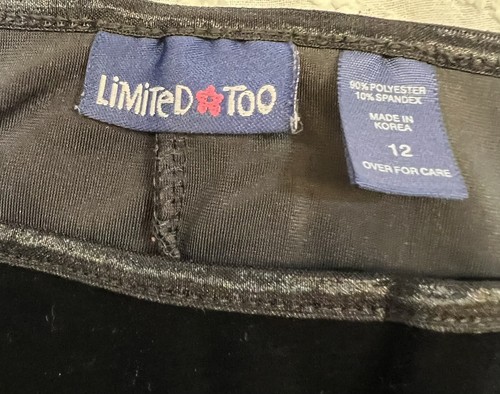 LiMiTeD TOO
90% POLYESTER
10% SPANDEX
MADE IN
KOREA
12
OVER FOR CARE